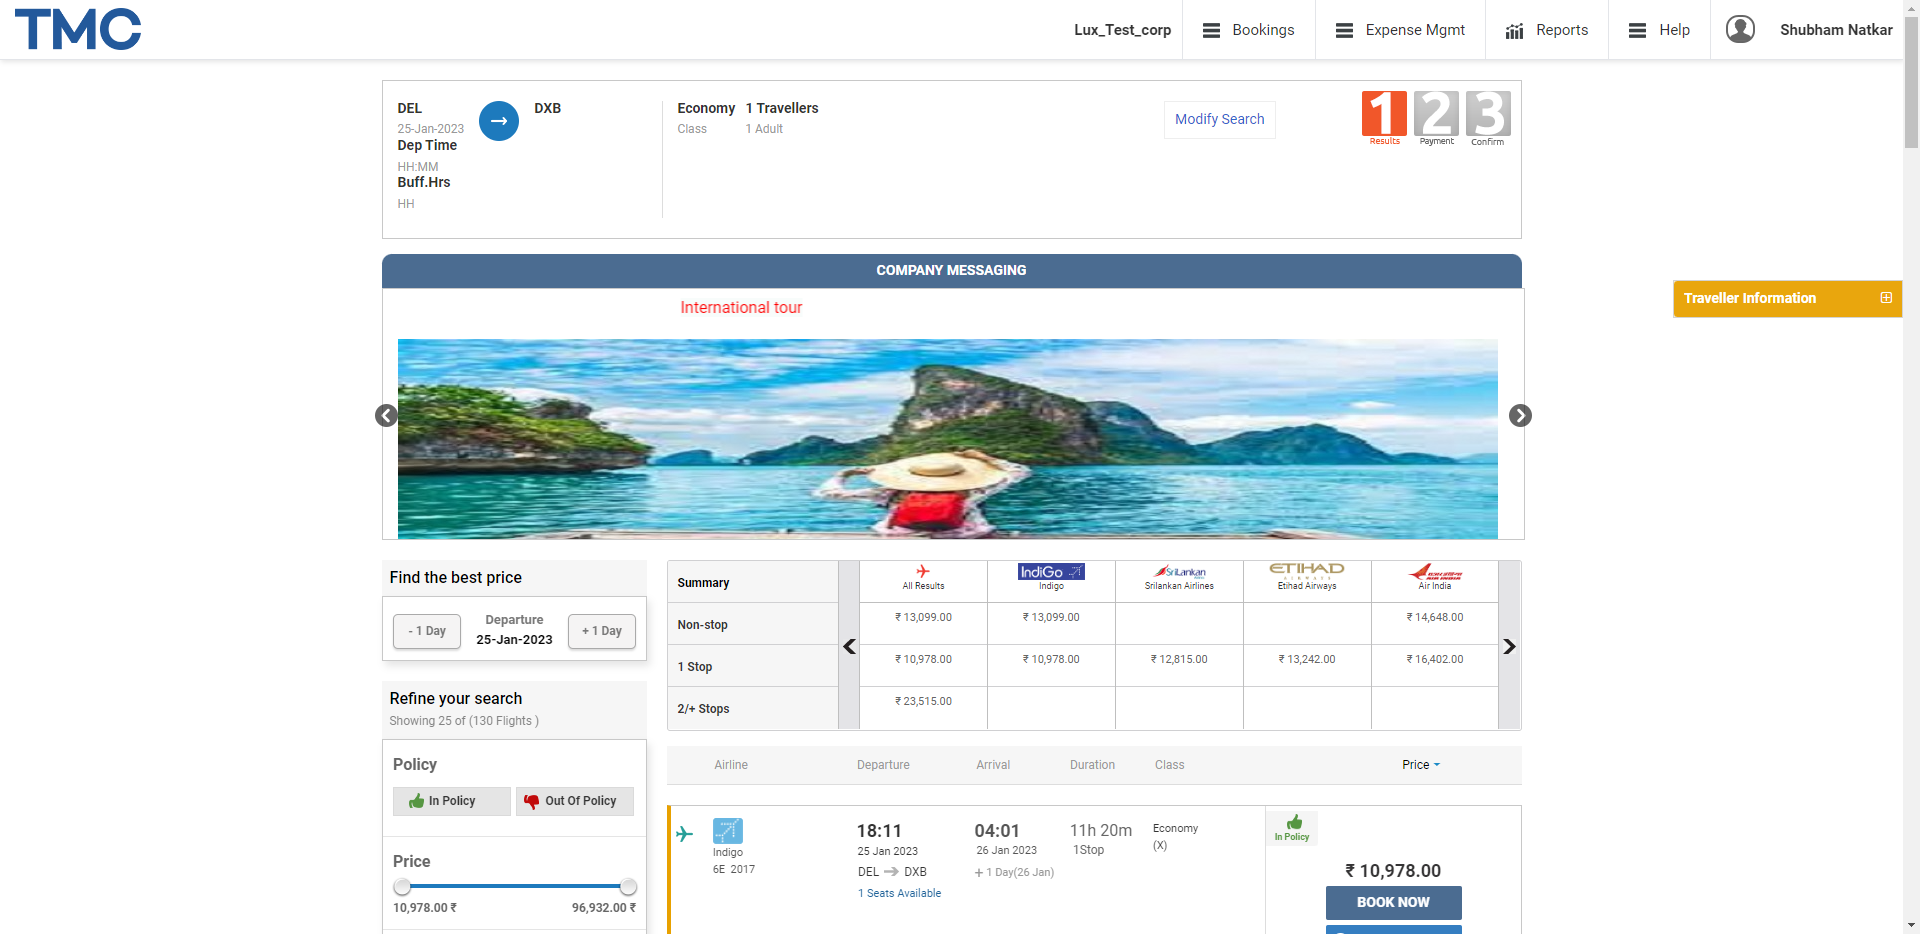 TMC
Lux_Test_corp
Bookings
Expense Mgmt
Reports
Help
Shubham Natkar
DEL
DXB
25-Jan-2023
Dep Time
HH:MM
Buff.Hrs
HH
Economy 1 Travellers
Class 1 Adult
Modify Search
1 2 3
Results Payment Confirm
COMPANY MESSAGING
International tour
Traveller Information
Find the best price
- 1 Day
Departure
25-Jan-2023
+ 1 Day
Refine your search
Showing 25 of (130 Flights )
Policy
In Policy
Out Of Policy
Price
10,978.00 ₹ 96,932.00 ₹
Summary
All Results
IndiGo
Indigo
SriLankan
Srilankan Airlines
ETIHAD
AIRWAYS
Etihad Airways
AIR INDIA
Air India
Non-stop ₹ 13,099.00 ₹ 13,099.00 ₹ 14,648.00
1 Stop ₹ 10,978.00 ₹ 10,978.00 ₹ 12,815.00 ₹ 13,242.00 ₹ 16,402.00
2/+ Stops ₹ 23,515.00
Airline Departure Arrival Duration Class Price
Indigo
6E 2017
18:11
25 Jan 2023
DEL DXB
1 Seats Available
04:01
26 Jan 2023
+ 1 Day(26 Jan)
11h 20m
1Stop
Economy
(X)
In Policy
₹ 10,978.00
BOOK NOW